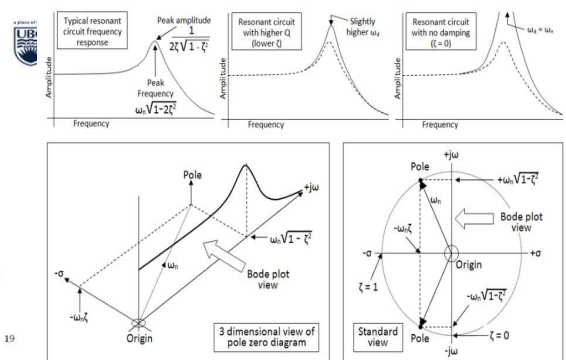 UBC
Typical resonant
circuit frequency
response
Peak amplitude
1
2ζ√1 - ζ²
Peak
Frequency
ωn√1−2ζ²
Amplitude
Frequency
Resonant circuit
with higher Q
(lower ζ)
Slightly
higher ωd
Amplitude
Frequency
Resonant circuit
with no damping
(ζ = 0)
ωd = ωn
Amplitude
Frequency
Pole
+jω
ωn
ωn√1 − ζ²
Bode plot
view
-σ
-ωnζ
Origin
3 dimensional view of
pole zero diagram
+jω
Pole
+ωn√1−ζ²
ωn
Bode plot
view
-ωnζ
-σ
+σ
Origin
ζ = 1
-ωn√1−ζ²
Standard
view
Pole
ζ = 0
-jω
19